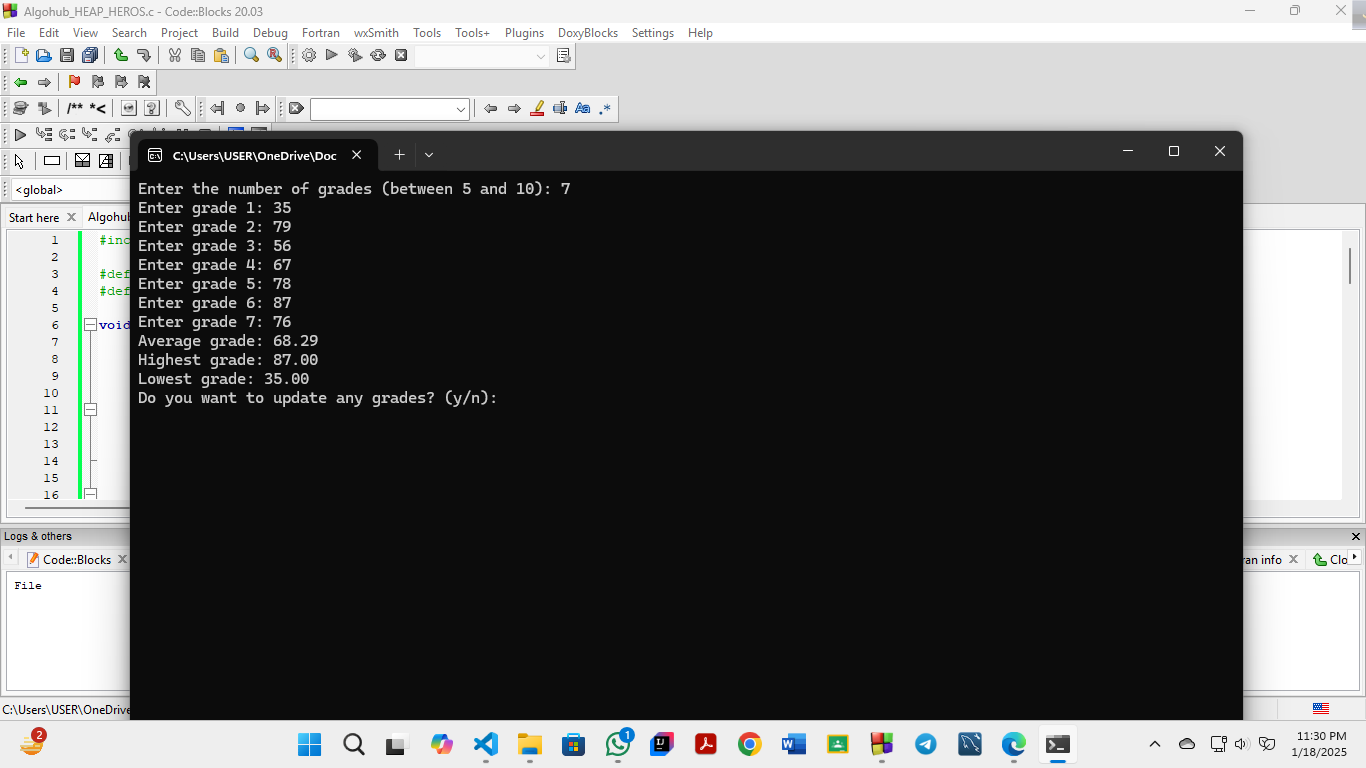 Algohub_HEAP_HEROS.c - Code::Blocks 20.03
File Edit View Search Project Build Debug Fortran wxSmith Tools Tools+ Plugins DoxyBlocks Settings Help
/** *<
Aa .*
C:\Users\USER\OneDrive\Doc
<global>
Start here
Enter the number of grades (between 5 and 10): 7
Enter grade 1: 35
Enter grade 2: 79
Enter grade 3: 56
Enter grade 4: 67
Enter grade 5: 78
Enter grade 6: 87
Enter grade 7: 76
Average grade: 68.29
Highest grade: 87.00
Lowest grade: 35.00
Do you want to update any grades? (y/n):
1 #inc
2
3 #def
4 #def
5
6 void
7
8
9
10
11
12
13
14
15
16
Logs & others
Code::Blocks
ran info
Clo
File
C:\Users\USER\OneDrive
2
1
11:30 PM
1/18/2025